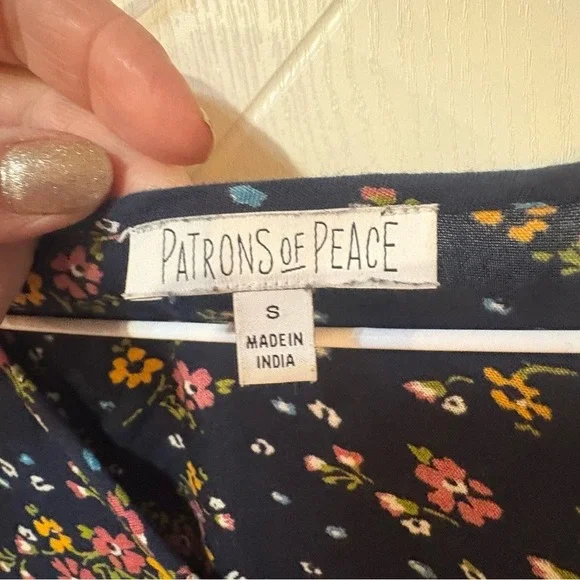 PATRONS OF PEACE
S
MADE IN
INDIA